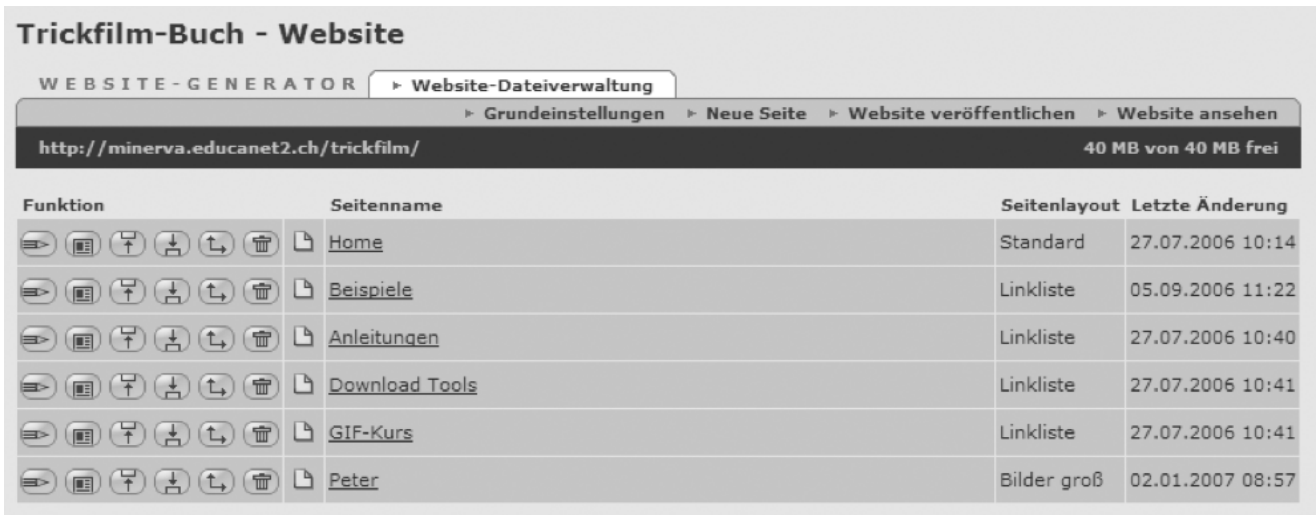 Trickfilm-Buch - Website
WEBSITE-GENERATOR Website-Dateiverwaltung
Grundeinstellungen Neue Seite Website veröffentlichen Website ansehen
http://minerva.educanet2.ch/trickfilm/ 40 MB von 40 MB frei
Funktion Seitenname Seitenlayout Letzte Änderung
Home Standard 27.07.2006 10:14
Beispiele Linkliste 05.09.2006 11:22
Anleitungen Linkliste 27.07.2006 10:40
Download Tools Linkliste 27.07.2006 10:41
GIF-Kurs Linkliste 27.07.2006 10:41
Peter Bilder groß 02.01.2007 08:57